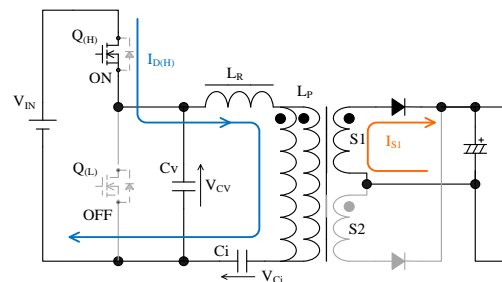 Q(H)
ID(H)
ON
LR
LP
VIN
S1
IS1
Q(L)
Cv
VCV
OFF
S2
Ci
VCi